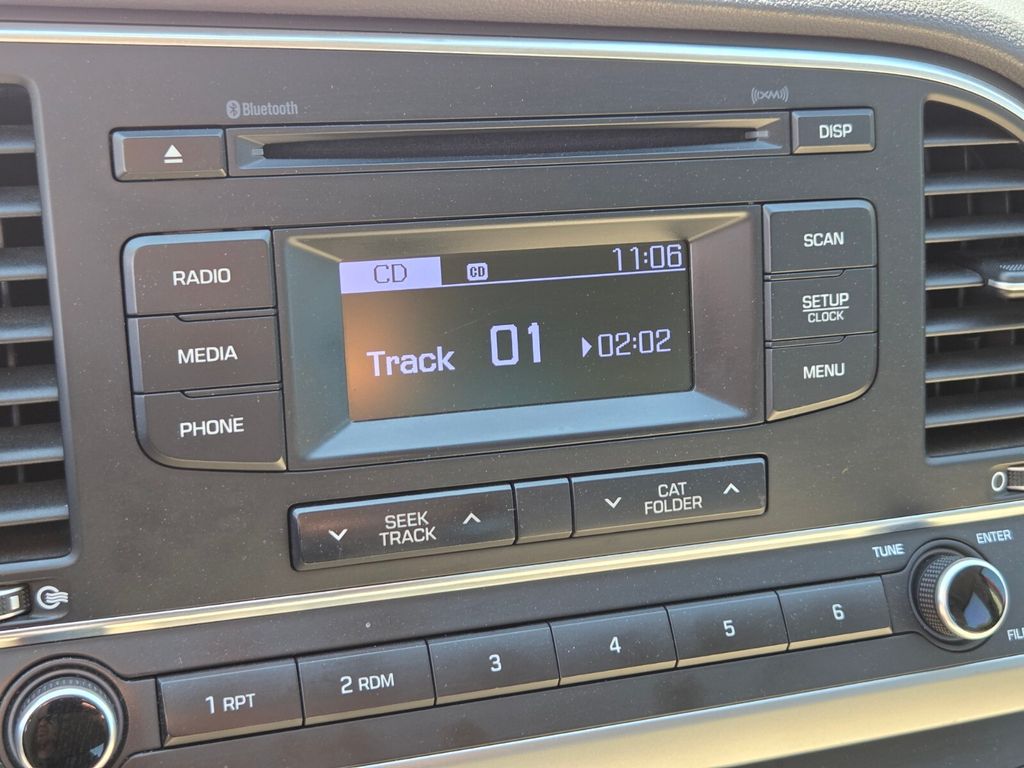 Bluetooth
((XM))
DISP
RADIO
MEDIA
PHONE
CD
CD
11:06
Track 01 02:02
SCAN
SETUP
CLOCK
MENU
SEEK
TRACK
CAT
FOLDER
TUNE
ENTER
1 RPT
2 RDM
3
4
5
6